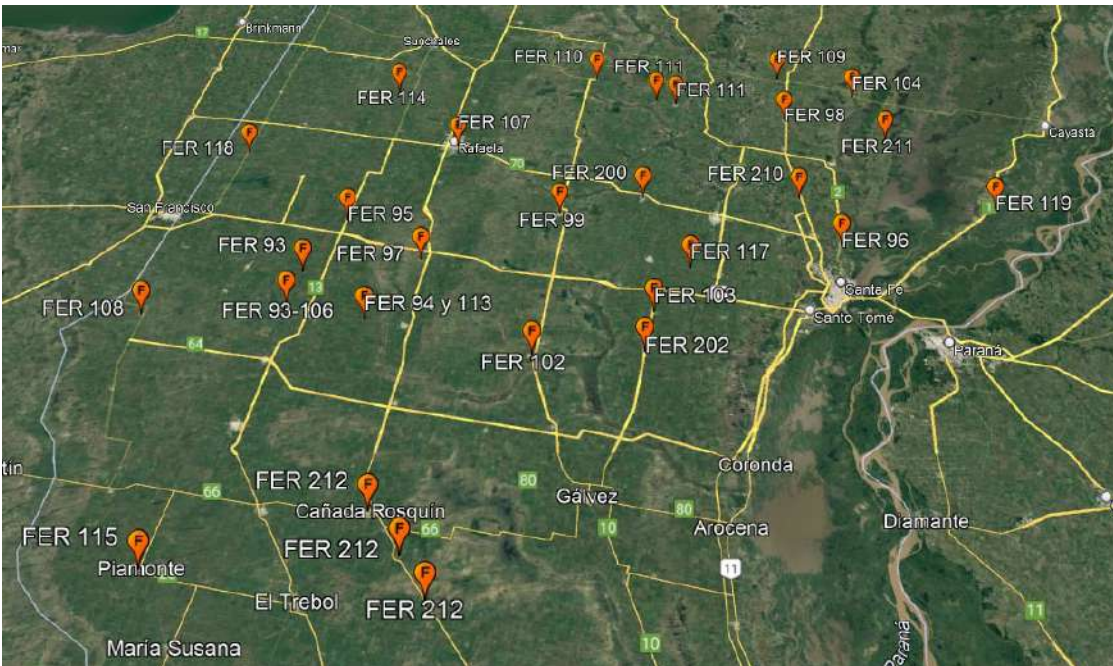 Brinkmann
17
mar
Sunchales
FER 110
FER 109
FER 111
FER 111
FER 104
FER 114
FER 98
FER 107
FER 211
Cayastá
FER 118
Rafaela
70
FER 200
FER 210
2
FER 119
1
San Francisco
FER 95
FER 99
FER 96
FER 93
FER 97
FER 117
13
FER 108
FER 93-106
FER 94 y 113
FER 103
Santa Fe
Santo Tomé
64
FER 102
FER 202
Paraná
Coronda
tín
66
FER 212
80
Gálvez
Cañada Rosquín
80
Arocena
Diamante
FER 115
FER 212
66
10
Piamonte
11
El Trebol
FER 212
11
María Susana
10
Paraná